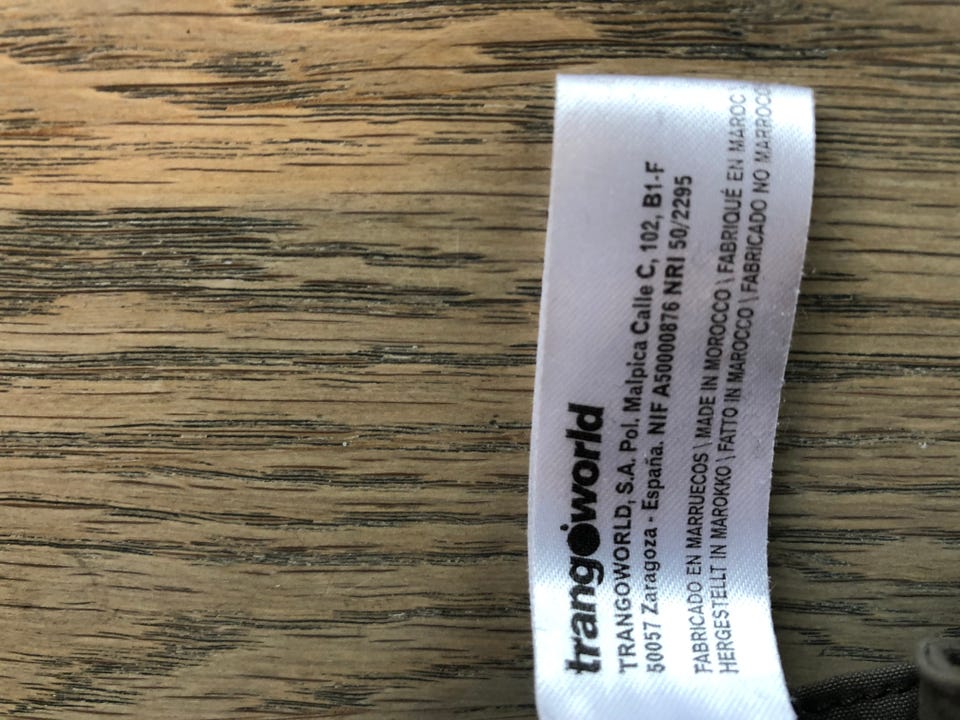 trangoworld
TRANGOWORLD, S.A. Pol. Malpica Calle C, 102, B1-F
50057 Zaragoza - España. NIF A50000876 NRI 50/2295
FABRICADO EN MARRUECOS \ MADE IN MOROCCO \ FABRIQUÉ EN MAROC \
HERGESTELLT IN MAROKKO \ FATTO IN MAROCCO \ FABRICADO NO MARROCO